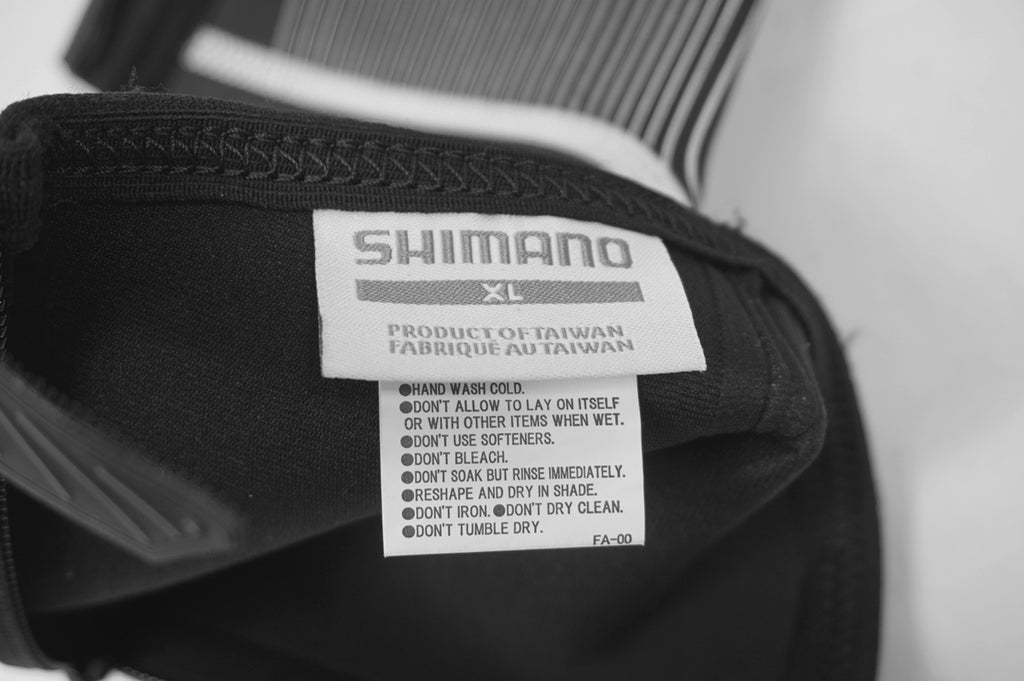 SHIMANO
XL
PRODUCT OF TAIWAN
FABRIQUÉ AU TAIWAN
●HAND WASH COLD.
●DON'T ALLOW TO LAY ON ITSELF
OR WITH OTHER ITEMS WHEN WET.
●DON'T USE SOFTENERS.
●DON'T BLEACH.
●DON'T SOAK BUT RINSE IMMEDIATELY.
●RESHAPE AND DRY IN SHADE.
●DON'T IRON. ●DON'T DRY CLEAN.
●DON'T TUMBLE DRY.
FA-00